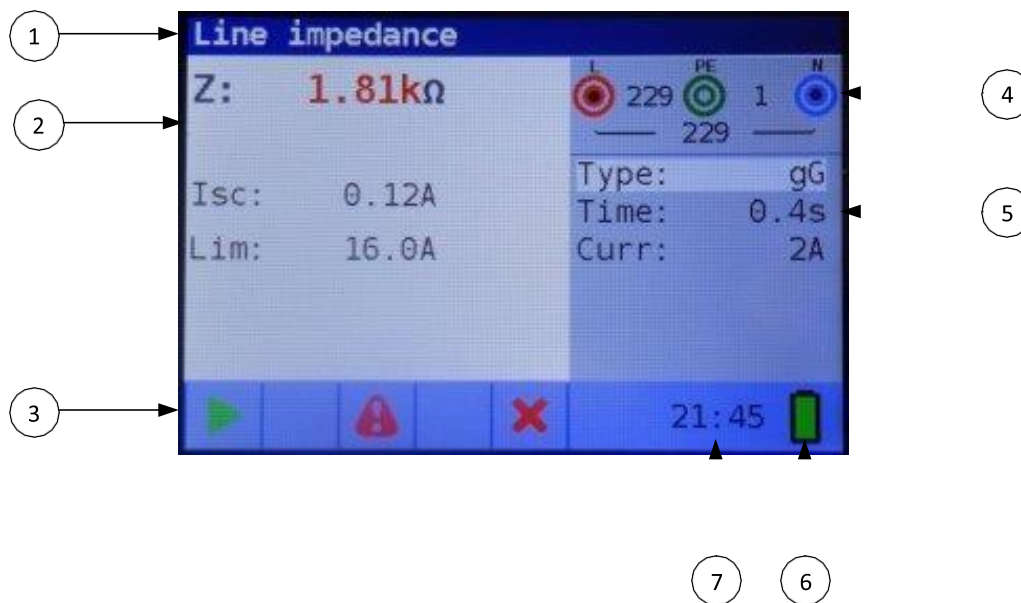 1
Line impedance
2
Z: 1.81kΩ
L PE N
229 1
229
4
Isc: 0.12A
Lim: 16.0A
Type: gG
Time: 0.4s
Curr: 2A
5
3
21:45
7 6